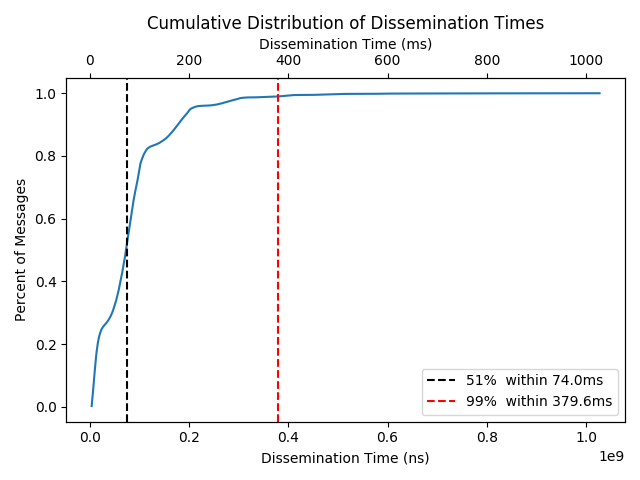 Cumulative Distribution of Dissemination Times
Dissemination Time (ms)
0 200 400 600 800 1000
1.0
0.8
0.6
0.4
0.2
0.0
Percent of Messages
51% within 74.0ms
99% within 379.6ms
0.0 0.2 0.4 0.6 0.8 1.0
1e9
Dissemination Time (ns)